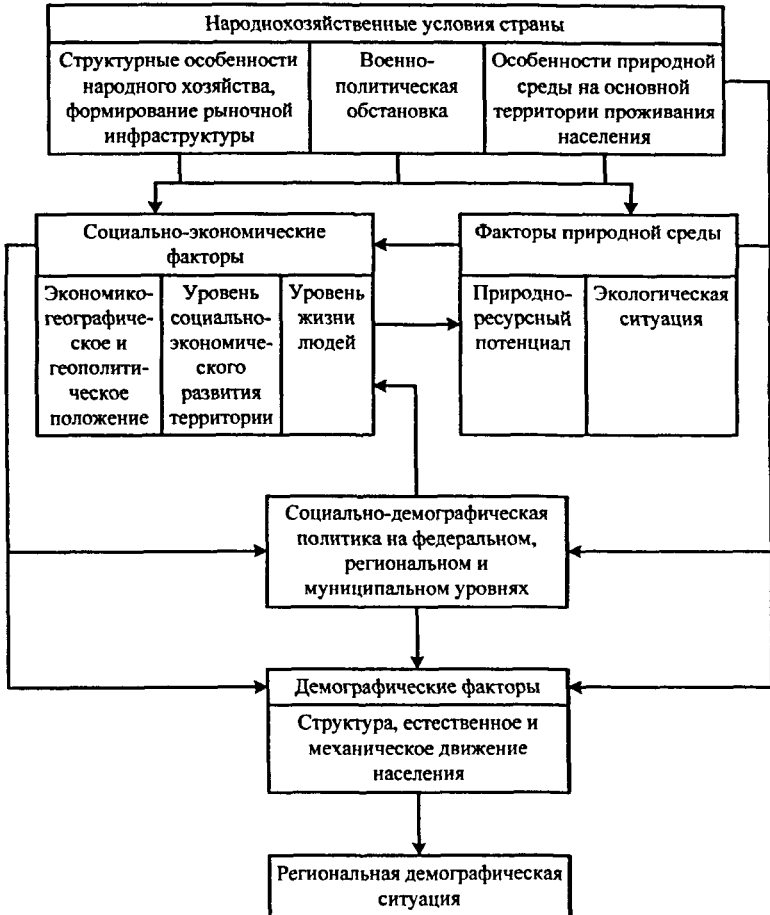 Народнохозяйственные условия страны
Структурные особенности
народного хозяйства,
формирование рыночной
инфраструктуры
Военно-
политическая
обстановка
Особенности природной
среды на основной
территории проживания
населения
Социально-экономические
факторы
Экономико-
географиче-
ское и
геополити-
ческое
положение
Уровень
социально-
экономиче-
ского
развития
территории
Уровень
жизни
людей
Факторы природной среды
Природно-
ресурсный
потенциал
Экологическая
ситуация
Социально-демографическая
политика на федеральном,
региональном и
муниципальном уровнях
Демографические факторы
Структура, естественное и
механическое движение
населения
Региональная демографическая
ситуация